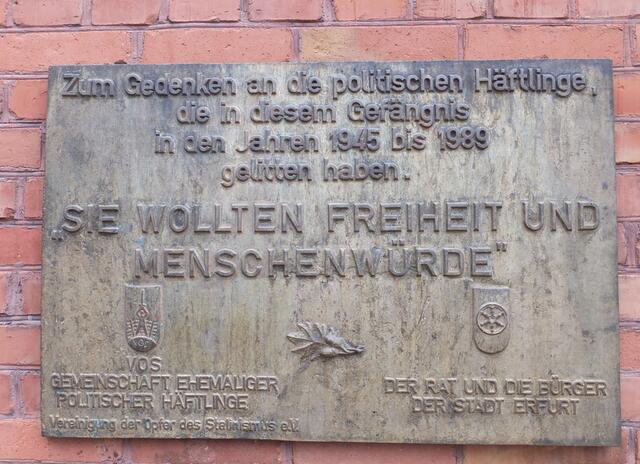 Zum Gedenken an die politischen Häftlinge,
die in diesem Gefängnis
in den Jahren 1945 bis 1989
gelitten haben.
„SIE WOLLTEN FREIHEIT UND
MENSCHENWÜRDE"
VOS
VOS
GEMEINSCHAFT EHEMALIGER
POLITISCHER HÄFTLINGE
Vereinigung der Opfer des Stalinismus e.V.
DER RAT UND DIE BÜRGER
DER STADT ERFURT